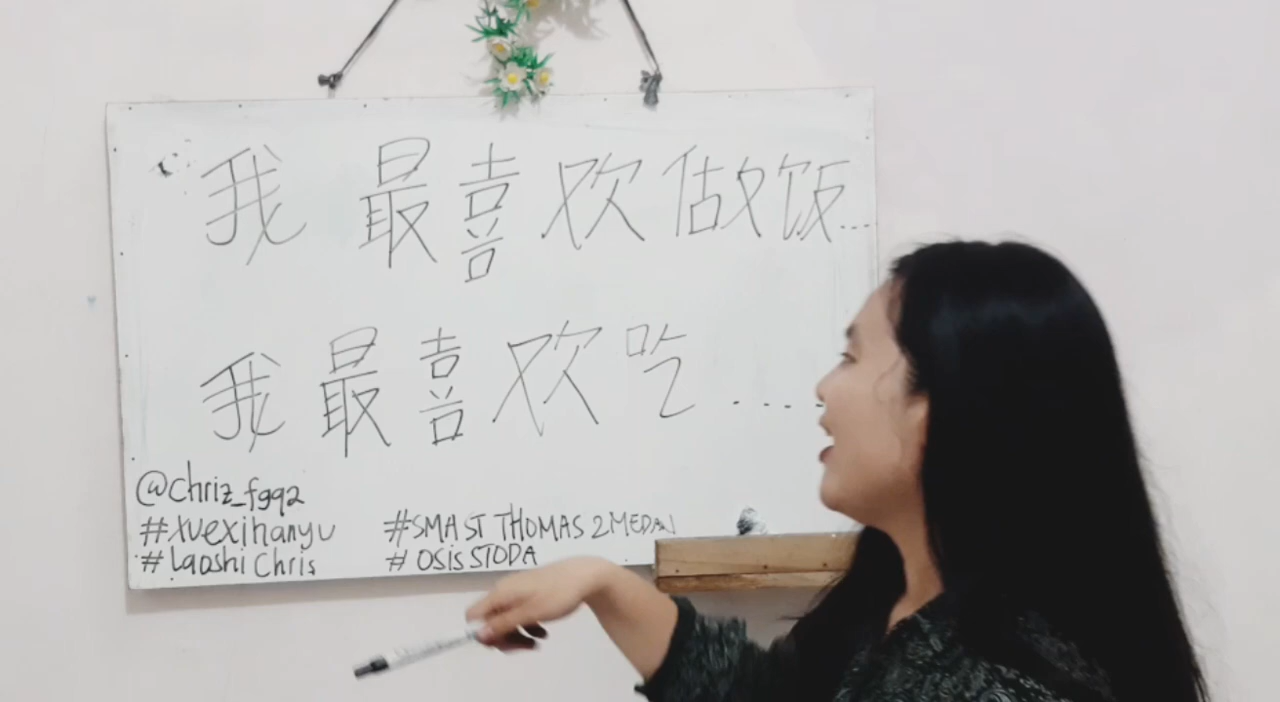 我最喜欢做饭...
我最喜欢吃....
@chriz_fgq2
#xuexihanyu #SMA ST THOMAS 2 MEDAN
#Laoshi Chris #OSIS STODA